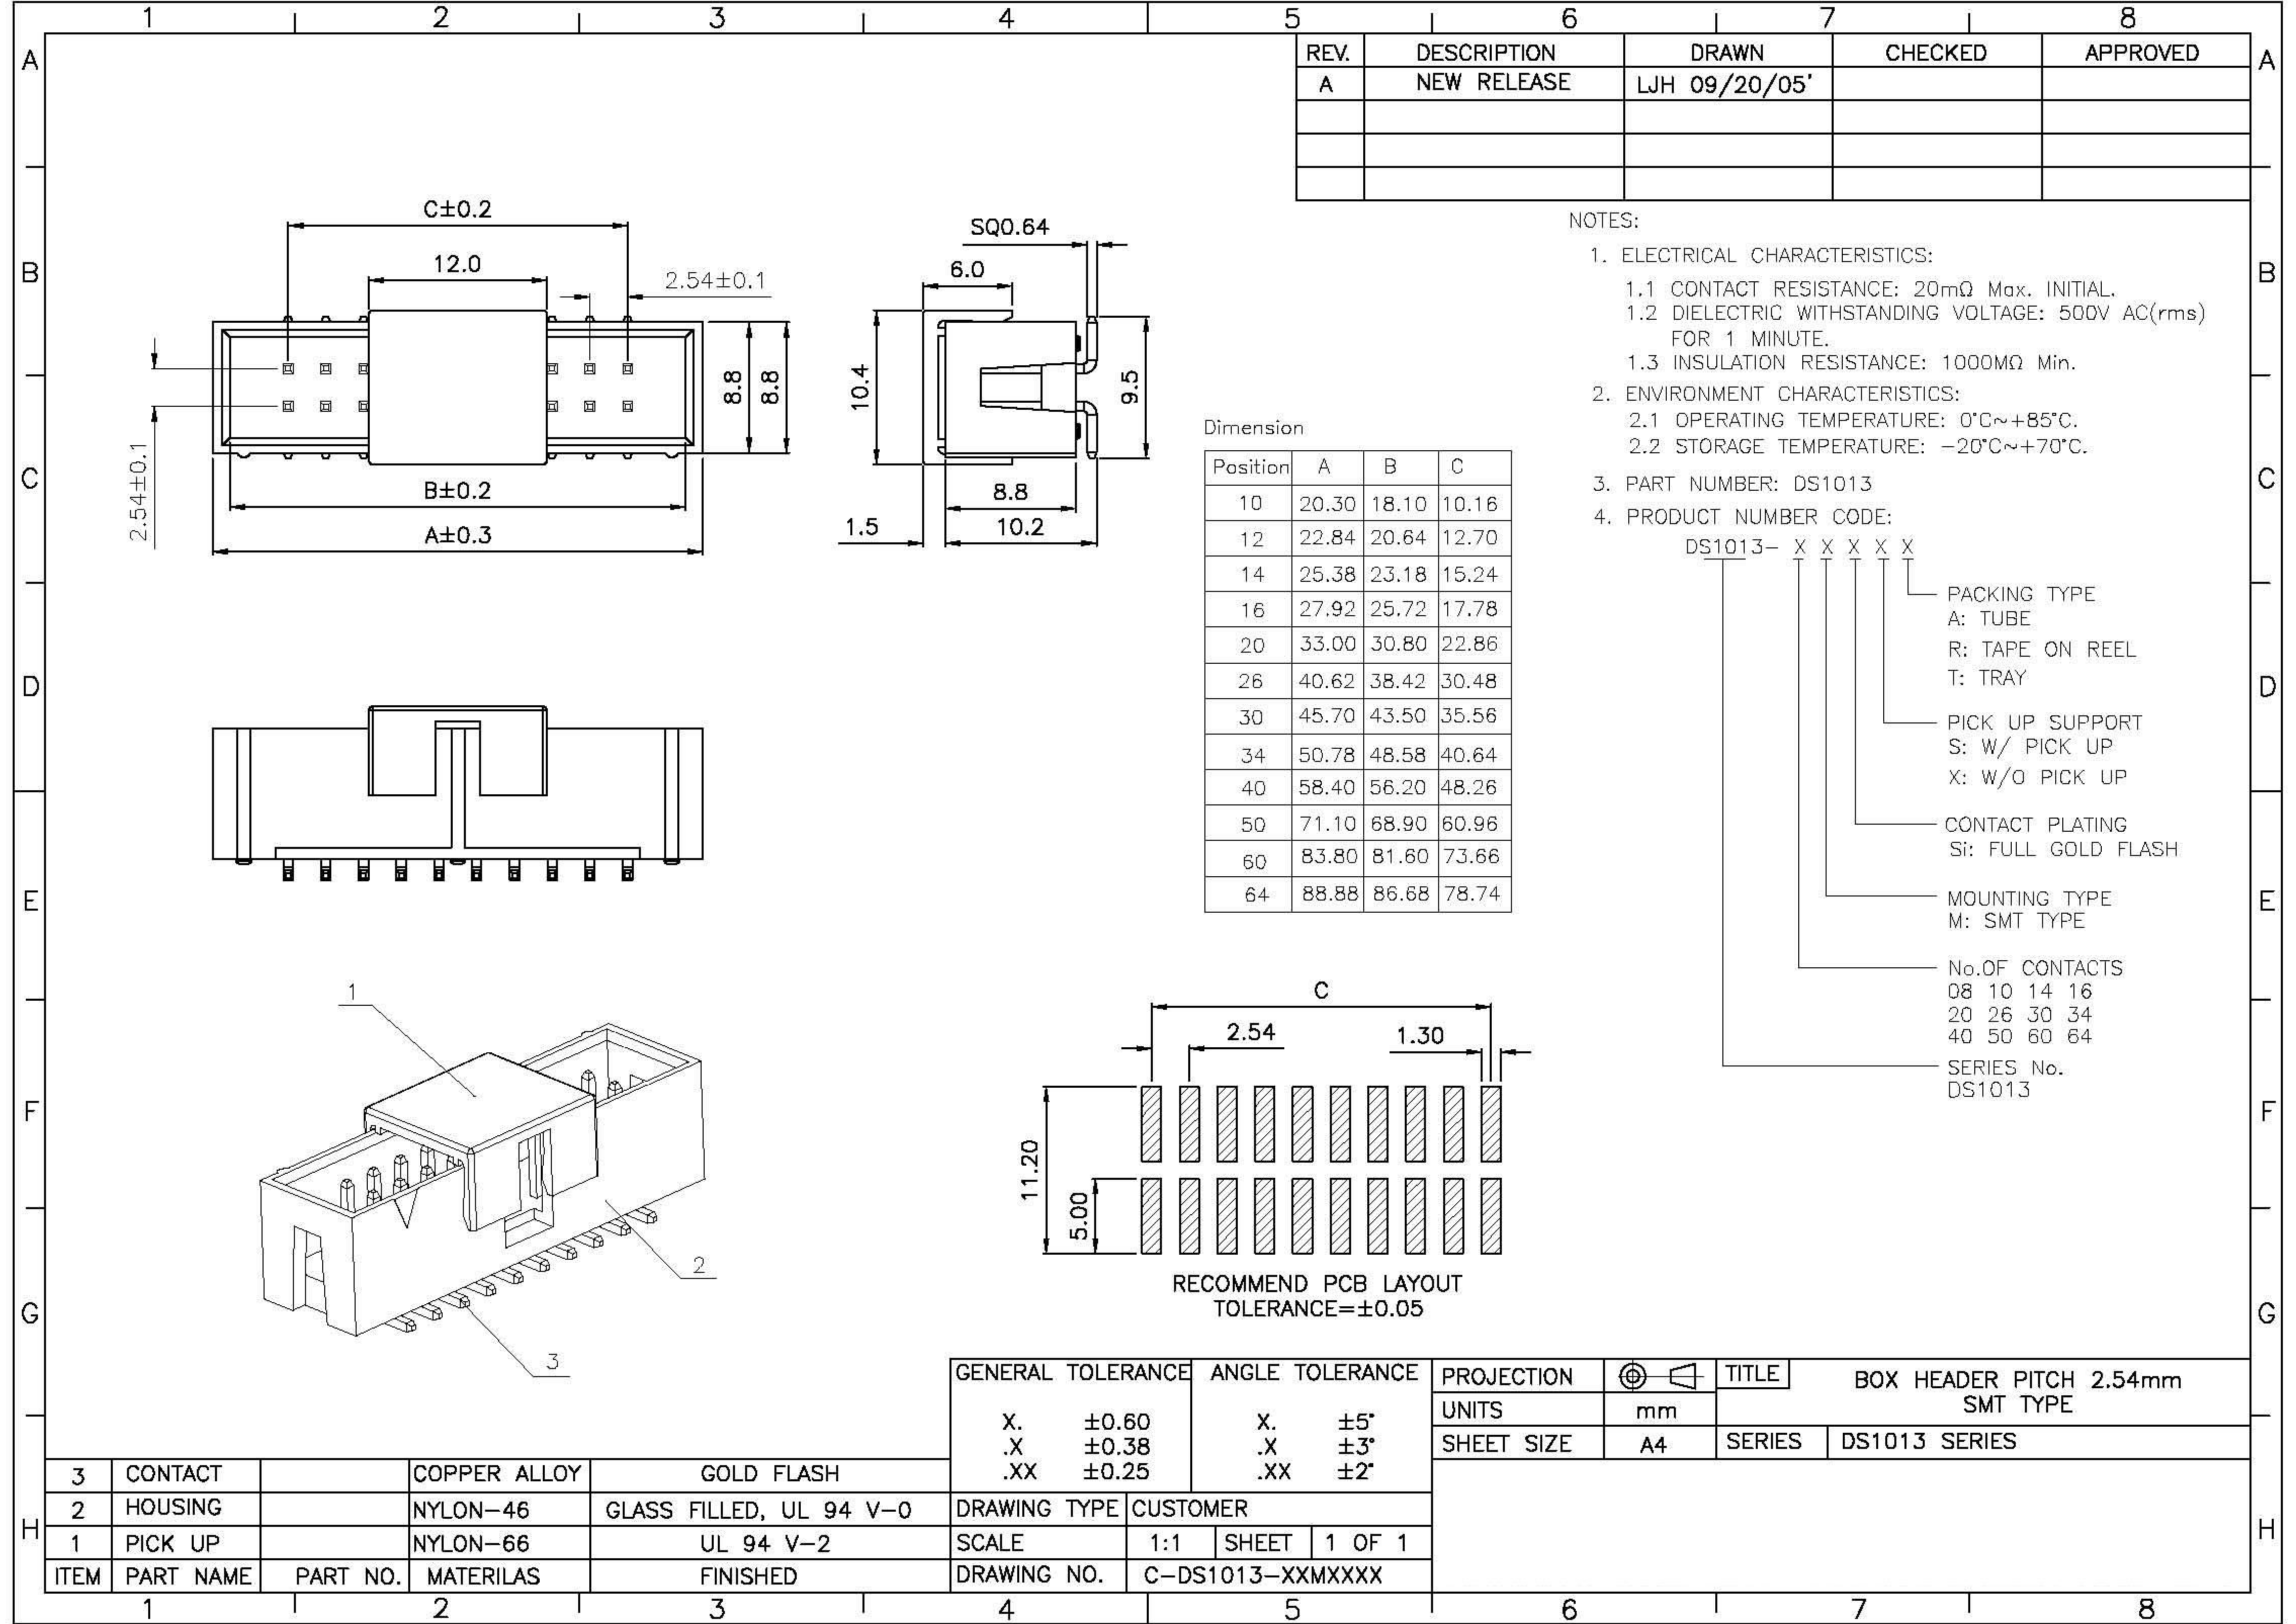 1 2 3 4 5 6 7 8
A A
B B
C C
D D
E E
F F
G G
H H
REV. DESCRIPTION DRAWN CHECKED APPROVED
A NEW RELEASE LJH 09/20/05'
C±0.2
12.0
2.54±0.1
8.8
8.8
2.54±0.1
B±0.2
A±0.3
SQ0.64
6.0
10.4
9.5
8.8
1.5
10.2
NOTES:
1. ELECTRICAL CHARACTERISTICS:
1.1 CONTACT RESISTANCE: 20mΩ Max. INITIAL.
1.2 DIELECTRIC WITHSTANDING VOLTAGE: 500V AC(rms)
FOR 1 MINUTE.
1.3 INSULATION RESISTANCE: 1000MΩ Min.
2. ENVIRONMENT CHARACTERISTICS:
2.1 OPERATING TEMPERATURE: 0°C~+85°C.
2.2 STORAGE TEMPERATURE: -20°C~+70°C.
3. PART NUMBER: DS1013
4. PRODUCT NUMBER CODE:
DS1013- X X X X X
PACKING TYPE
A: TUBE
R: TAPE ON REEL
T: TRAY
PICK UP SUPPORT
S: W/ PICK UP
X: W/O PICK UP
CONTACT PLATING
Si: FULL GOLD FLASH
MOUNTING TYPE
M: SMT TYPE
No.OF CONTACTS
08 10 14 16
20 26 30 34
40 50 60 64
SERIES No.
DS1013
Dimension
Position A B C
10 20.30 18.10 10.16
12 22.84 20.64 12.70
14 25.38 23.18 15.24
16 27.92 25.72 17.78
20 33.00 30.80 22.86
26 40.62 38.42 30.48
30 45.70 43.50 35.56
34 50.78 48.58 40.64
40 58.40 56.20 48.26
50 71.10 68.90 60.96
60 83.80 81.60 73.66
64 88.88 86.68 78.74
1
2
3
C
2.54
1.30
11.20
5.00
RECOMMEND PCB LAYOUT
TOLERANCE=±0.05
GENERAL TOLERANCE
X. ±0.60
.X ±0.38
.XX ±0.25
ANGLE TOLERANCE
X. ±5°
.X ±3°
.XX ±2°
PROJECTION
UNITS mm
SHEET SIZE A4
TITLE BOX HEADER PITCH 2.54mm
SMT TYPE
SERIES DS1013 SERIES
3 CONTACT COPPER ALLOY GOLD FLASH
2 HOUSING NYLON-46 GLASS FILLED, UL 94 V-0
1 PICK UP NYLON-66 UL 94 V-2
ITEM PART NAME PART NO. MATERILAS FINISHED
DRAWING TYPE CUSTOMER
SCALE 1:1 SHEET 1 OF 1
DRAWING NO. C-DS1013-XXMXXXX
1 2 3 4 5 6 7 8